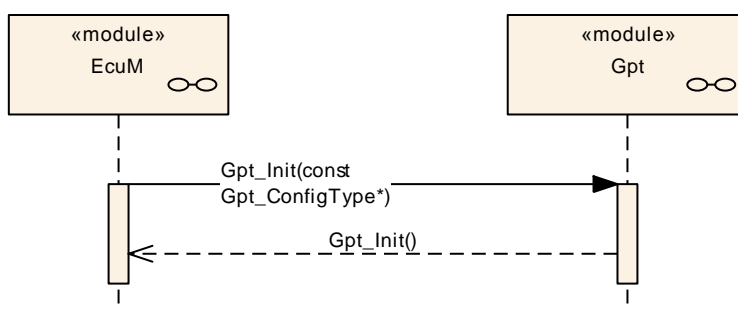 «module»
EcuM
«module»
Gpt
Gpt_Init(const
Gpt_ConfigType*)
Gpt_Init()